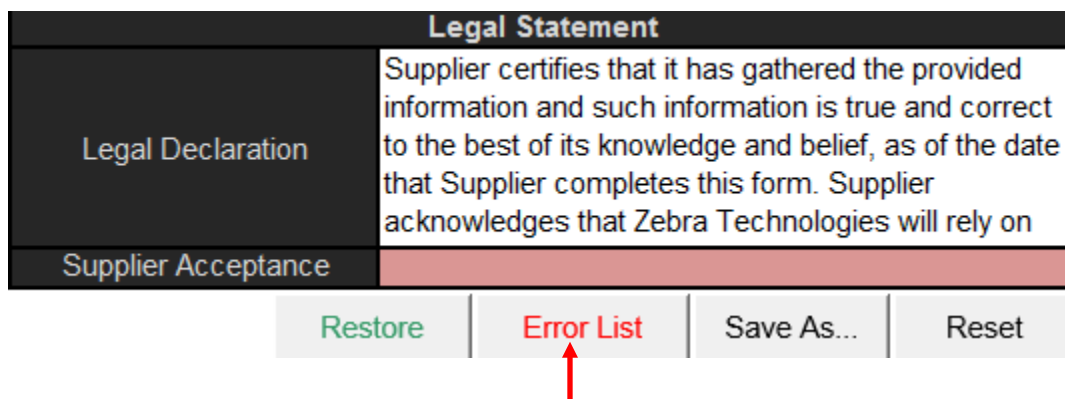 Legal Statement
Legal Declaration
Supplier certifies that it has gathered the provided
information and such information is true and correct
to the best of its knowledge and belief, as of the date
that Supplier completes this form. Supplier
acknowledges that Zebra Technologies will rely on
Supplier Acceptance
Restore Error List Save As... Reset